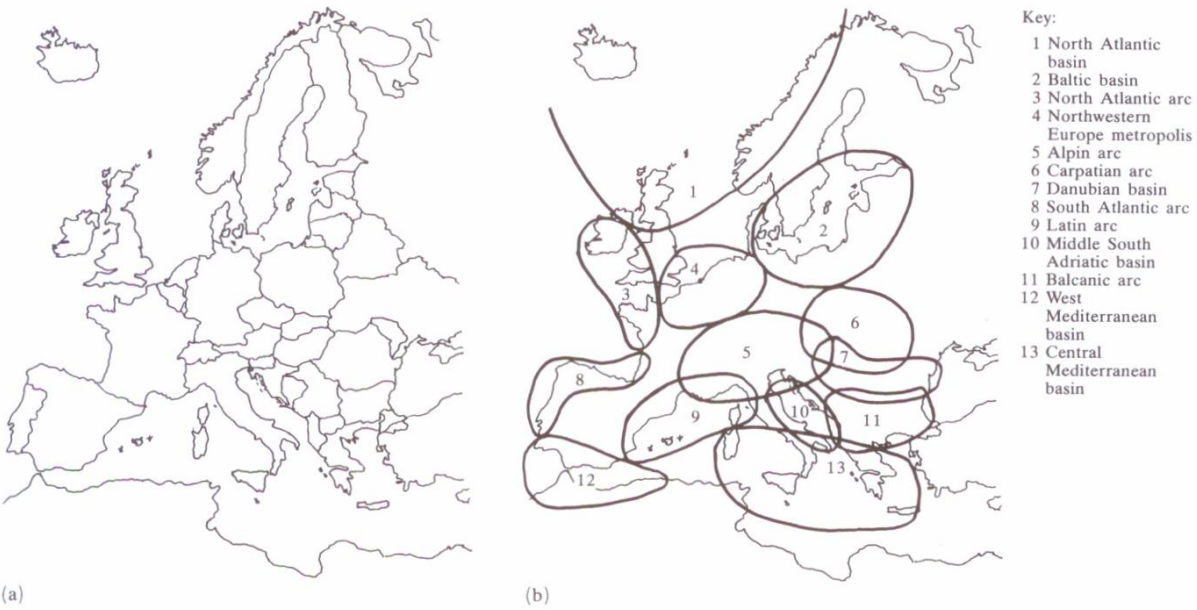 1
2
4
3
6
7
5
8
9
10
11
12
13
(a)
(b)
Key:
1 North Atlantic
basin
2 Baltic basin
3 North Atlantic arc
4 Northwestern
Europe metropolis
5 Alpin arc
6 Carpatian arc
7 Danubian basin
8 South Atlantic arc
9 Latin arc
10 Middle South
Adriatic basin
11 Balcanic arc
12 West
Mediterranean
basin
13 Central
Mediterranean
basin